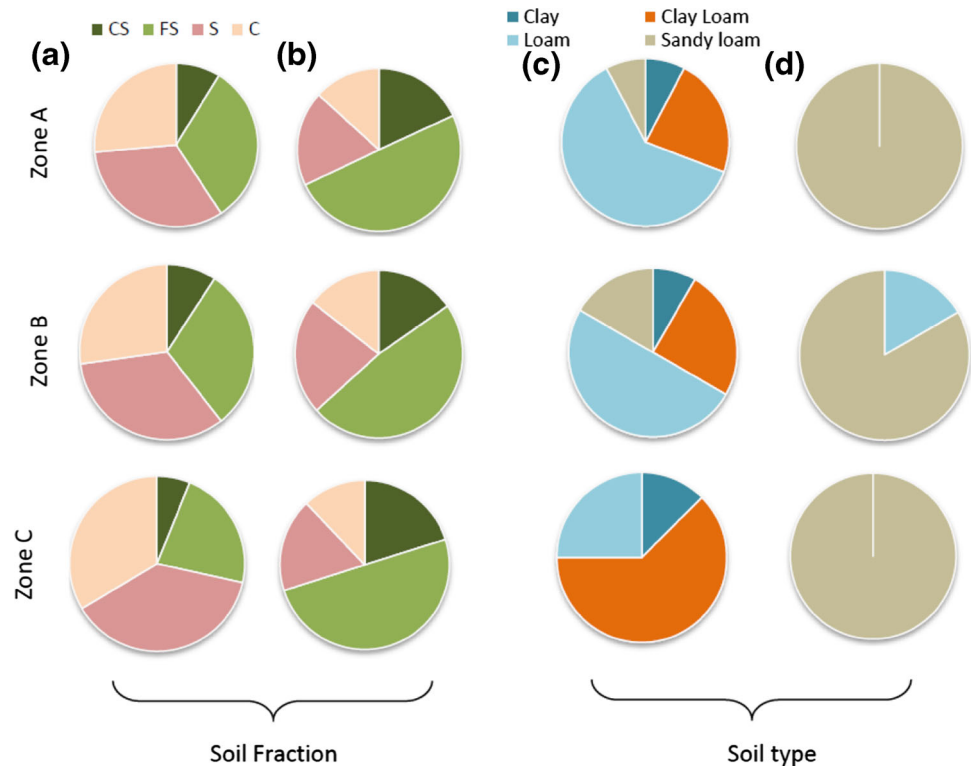 CS FS S C
Clay Clay Loam
Loam Sandy loam
(a) (b) (c) (d)
Zone A
Zone B
Zone C
Soil Fraction Soil type